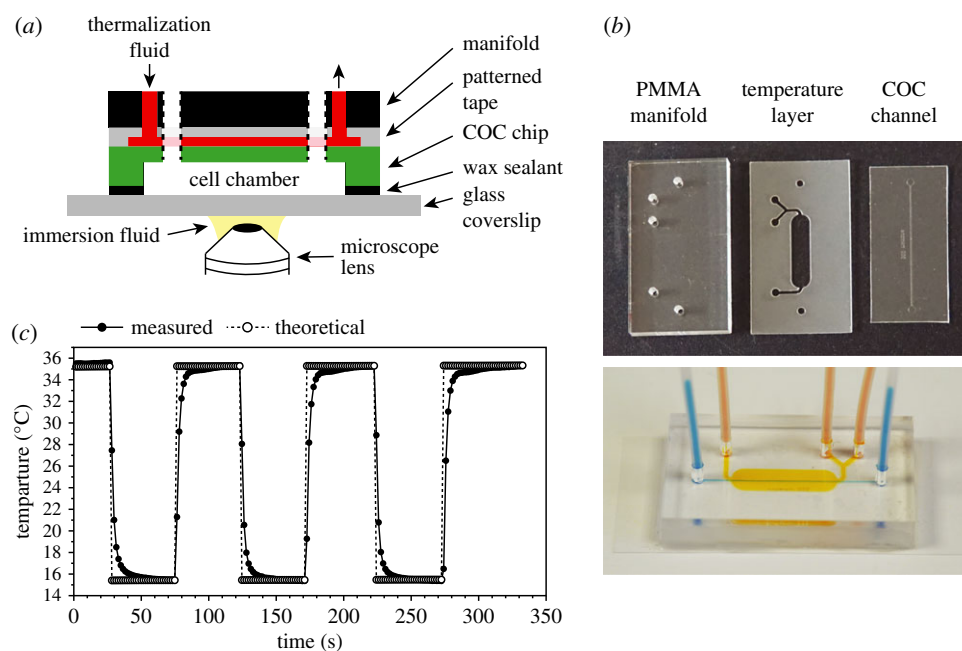 (a)
thermalization
fluid
manifold
patterned
tape
COC chip
wax sealant
glass
coverslip
cell chamber
immersion fluid
microscope
lens
(b)
PMMA
manifold
temperature
layer
COC
channel
(c)
measured
theoretical
36
34
32
30
28
26
24
22
20
18
16
14
temparture (°C)
0
50
100
150
200
250
300
350
time (s)